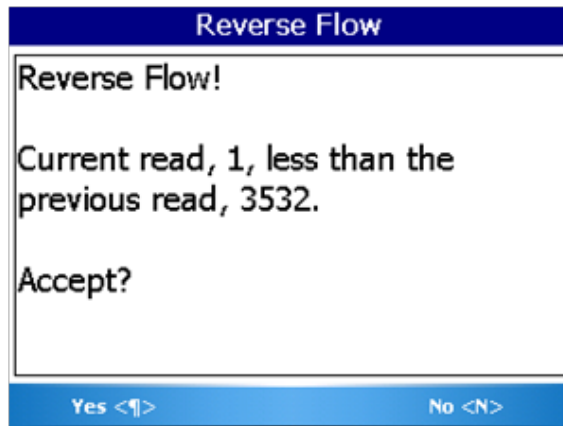 Reverse Flow
Reverse Flow!
Current read, 1, less than the
previous read, 3532.
Accept?
Yes <¶>
No <N>